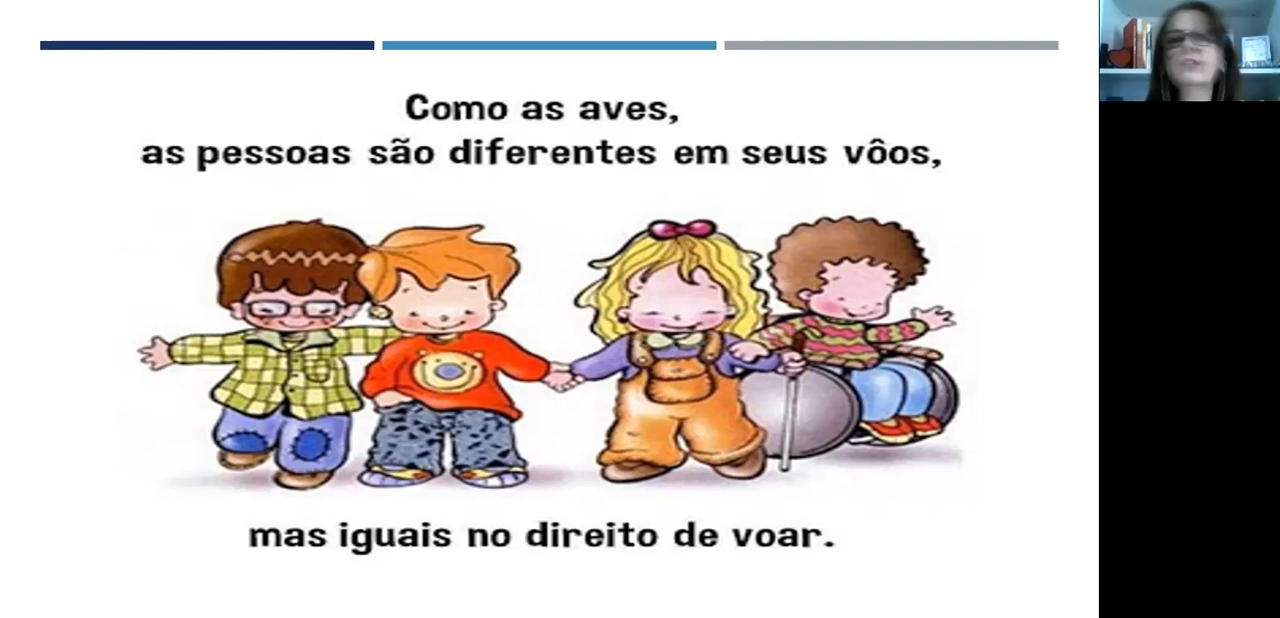 Como as aves,
as pessoas são diferentes em seus vôos,
mas iguais no direito de voar.